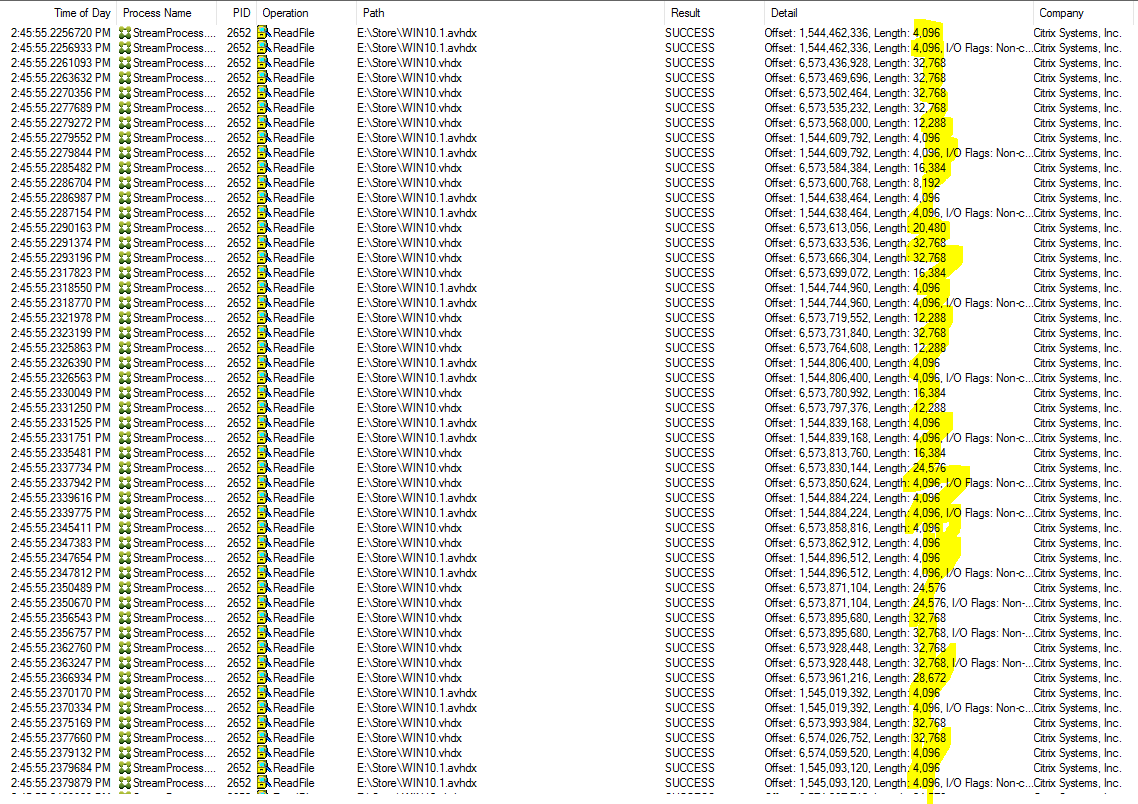 Time of Day Process Name PID Operation Path Result Detail Company
2:45:55.2256720 PM StreamProcess.... 2652 ReadFile E:\Store\WIN10.1.avhdx SUCCESS Offset: 1,544,462,336, Length: 4,096 Citrix Systems, Inc.
2:45:55.2256933 PM StreamProcess.... 2652 ReadFile E:\Store\WIN10.1.avhdx SUCCESS Offset: 1,544,462,336, Length: 4,096, I/O Flags: Non-c... Citrix Systems, Inc.
2:45:55.2261093 PM StreamProcess.... 2652 ReadFile E:\Store\WIN10.vhdx SUCCESS Offset: 6,573,436,928, Length: 32,768 Citrix Systems, Inc.
2:45:55.2263632 PM StreamProcess.... 2652 ReadFile E:\Store\WIN10.vhdx SUCCESS Offset: 6,573,469,696, Length: 32,768 Citrix Systems, Inc.
2:45:55.2270356 PM StreamProcess.... 2652 ReadFile E:\Store\WIN10.vhdx SUCCESS Offset: 6,573,502,464, Length: 32,768 Citrix Systems, Inc.
2:45:55.2277689 PM StreamProcess.... 2652 ReadFile E:\Store\WIN10.vhdx SUCCESS Offset: 6,573,535,232, Length: 32,768 Citrix Systems, Inc.
2:45:55.2279272 PM StreamProcess.... 2652 ReadFile E:\Store\WIN10.vhdx SUCCESS Offset: 6,573,568,000, Length: 12,288 Citrix Systems, Inc.
2:45:55.2279552 PM StreamProcess.... 2652 ReadFile E:\Store\WIN10.1.avhdx SUCCESS Offset: 1,544,609,792, Length: 4,096 Citrix Systems, Inc.
2:45:55.2279844 PM StreamProcess.... 2652 ReadFile E:\Store\WIN10.1.avhdx SUCCESS Offset: 1,544,609,792, Length: 4,096, I/O Flags: Non-c... Citrix Systems, Inc.
2:45:55.2285482 PM StreamProcess.... 2652 ReadFile E:\Store\WIN10.vhdx SUCCESS Offset: 6,573,584,384, Length: 16,384 Citrix Systems, Inc.
2:45:55.2286704 PM StreamProcess.... 2652 ReadFile E:\Store\WIN10.vhdx SUCCESS Offset: 6,573,600,768, Length: 8,192 Citrix Systems, Inc.
2:45:55.2286987 PM StreamProcess.... 2652 ReadFile E:\Store\WIN10.1.avhdx SUCCESS Offset: 1,544,638,464, Length: 4,096 Citrix Systems, Inc.
2:45:55.2287154 PM StreamProcess.... 2652 ReadFile E:\Store\WIN10.1.avhdx SUCCESS Offset: 1,544,638,464, Length: 4,096, I/O Flags: Non-c... Citrix Systems, Inc.
2:45:55.2290163 PM StreamProcess.... 2652 ReadFile E:\Store\WIN10.vhdx SUCCESS Offset: 6,573,613,056, Length: 20,480 Citrix Systems, Inc.
2:45:55.2291374 PM StreamProcess.... 2652 ReadFile E:\Store\WIN10.vhdx SUCCESS Offset: 6,573,633,536, Length: 32,768 Citrix Systems, Inc.
2:45:55.2293196 PM StreamProcess.... 2652 ReadFile E:\Store\WIN10.vhdx SUCCESS Offset: 6,573,666,304, Length: 32,768 Citrix Systems, Inc.
2:45:55.2317823 PM StreamProcess.... 2652 ReadFile E:\Store\WIN10.vhdx SUCCESS Offset: 6,573,699,072, Length: 16,384 Citrix Systems, Inc.
2:45:55.2318550 PM StreamProcess.... 2652 ReadFile E:\Store\WIN10.1.avhdx SUCCESS Offset: 1,544,744,960, Length: 4,096 Citrix Systems, Inc.
2:45:55.2318770 PM StreamProcess.... 2652 ReadFile E:\Store\WIN10.1.avhdx SUCCESS Offset: 1,544,744,960, Length: 4,096, I/O Flags: Non-c... Citrix Systems, Inc.
2:45:55.2321978 PM StreamProcess.... 2652 ReadFile E:\Store\WIN10.vhdx SUCCESS Offset: 6,573,719,552, Length: 12,288 Citrix Systems, Inc.
2:45:55.2323199 PM StreamProcess.... 2652 ReadFile E:\Store\WIN10.vhdx SUCCESS Offset: 6,573,731,840, Length: 32,768 Citrix Systems, Inc.
2:45:55.2325863 PM StreamProcess.... 2652 ReadFile E:\Store\WIN10.vhdx SUCCESS Offset: 6,573,764,608, Length: 12,288 Citrix Systems, Inc.
2:45:55.2326390 PM StreamProcess.... 2652 ReadFile E:\Store\WIN10.1.avhdx SUCCESS Offset: 1,544,806,400, Length: 4,096 Citrix Systems, Inc.
2:45:55.2326563 PM StreamProcess.... 2652 ReadFile E:\Store\WIN10.1.avhdx SUCCESS Offset: 1,544,806,400, Length: 4,096, I/O Flags: Non-c... Citrix Systems, Inc.
2:45:55.2330049 PM StreamProcess.... 2652 ReadFile E:\Store\WIN10.vhdx SUCCESS Offset: 6,573,780,992, Length: 16,384 Citrix Systems, Inc.
2:45:55.2331250 PM StreamProcess.... 2652 ReadFile E:\Store\WIN10.vhdx SUCCESS Offset: 6,573,797,376, Length: 12,288 Citrix Systems, Inc.
2:45:55.2331525 PM StreamProcess.... 2652 ReadFile E:\Store\WIN10.1.avhdx SUCCESS Offset: 1,544,839,168, Length: 4,096 Citrix Systems, Inc.
2:45:55.2331751 PM StreamProcess.... 2652 ReadFile E:\Store\WIN10.1.avhdx SUCCESS Offset: 1,544,839,168, Length: 4,096, I/O Flags: Non-c... Citrix Systems, Inc.
2:45:55.2335481 PM StreamProcess.... 2652 ReadFile E:\Store\WIN10.vhdx SUCCESS Offset: 6,573,813,760, Length: 16,384 Citrix Systems, Inc.
2:45:55.2337734 PM StreamProcess.... 2652 ReadFile E:\Store\WIN10.vhdx SUCCESS Offset: 6,573,830,144, Length: 24,576 Citrix Systems, Inc.
2:45:55.2337942 PM StreamProcess.... 2652 ReadFile E:\Store\WIN10.vhdx SUCCESS Offset: 6,573,850,624, Length: 4,096, I/O Flags: Non-c... Citrix Systems, Inc.
2:45:55.2339616 PM StreamProcess.... 2652 ReadFile E:\Store\WIN10.1.avhdx SUCCESS Offset: 1,544,884,224, Length: 4,096 Citrix Systems, Inc.
2:45:55.2339775 PM StreamProcess.... 2652 ReadFile E:\Store\WIN10.1.avhdx SUCCESS Offset: 1,544,884,224, Length: 4,096, I/O Flags: Non-c... Citrix Systems, Inc.
2:45:55.2345411 PM StreamProcess.... 2652 ReadFile E:\Store\WIN10.vhdx SUCCESS Offset: 6,573,858,816, Length: 4,096 Citrix Systems, Inc.
2:45:55.2347383 PM StreamProcess.... 2652 ReadFile E:\Store\WIN10.vhdx SUCCESS Offset: 6,573,862,912, Length: 4,096 Citrix Systems, Inc.
2:45:55.2347654 PM StreamProcess.... 2652 ReadFile E:\Store\WIN10.1.avhdx SUCCESS Offset: 1,544,896,512, Length: 4,096 Citrix Systems, Inc.
2:45:55.2347812 PM StreamProcess.... 2652 ReadFile E:\Store\WIN10.1.avhdx SUCCESS Offset: 1,544,896,512, Length: 4,096, I/O Flags: Non-c... Citrix Systems, Inc.
2:45:55.2350489 PM StreamProcess.... 2652 ReadFile E:\Store\WIN10.vhdx SUCCESS Offset: 6,573,871,104, Length: 24,576 Citrix Systems, Inc.
2:45:55.2350670 PM StreamProcess.... 2652 ReadFile E:\Store\WIN10.vhdx SUCCESS Offset: 6,573,871,104, Length: 24,576, I/O Flags: Non-... Citrix Systems, Inc.
2:45:55.2356543 PM StreamProcess.... 2652 ReadFile E:\Store\WIN10.vhdx SUCCESS Offset: 6,573,895,680, Length: 32,768 Citrix Systems, Inc.
2:45:55.2356757 PM StreamProcess.... 2652 ReadFile E:\Store\WIN10.vhdx SUCCESS Offset: 6,573,895,680, Length: 32,768, I/O Flags: Non-... Citrix Systems, Inc.
2:45:55.2362760 PM StreamProcess.... 2652 ReadFile E:\Store\WIN10.vhdx SUCCESS Offset: 6,573,928,448, Length: 32,768 Citrix Systems, Inc.
2:45:55.2363247 PM StreamProcess.... 2652 ReadFile E:\Store\WIN10.vhdx SUCCESS Offset: 6,573,928,448, Length: 32,768, I/O Flags: Non-... Citrix Systems, Inc.
2:45:55.2366934 PM StreamProcess.... 2652 ReadFile E:\Store\WIN10.vhdx SUCCESS Offset: 6,573,961,216, Length: 28,672 Citrix Systems, Inc.
2:45:55.2370170 PM StreamProcess.... 2652 ReadFile E:\Store\WIN10.1.avhdx SUCCESS Offset: 1,545,019,392, Length: 4,096 Citrix Systems, Inc.
2:45:55.2370334 PM StreamProcess.... 2652 ReadFile E:\Store\WIN10.1.avhdx SUCCESS Offset: 1,545,019,392, Length: 4,096, I/O Flags: Non-c... Citrix Systems, Inc.
2:45:55.2375169 PM StreamProcess.... 2652 ReadFile E:\Store\WIN10.vhdx SUCCESS Offset: 6,573,993,984, Length: 32,768 Citrix Systems, Inc.
2:45:55.2377660 PM StreamProcess.... 2652 ReadFile E:\Store\WIN10.vhdx SUCCESS Offset: 6,574,026,752, Length: 32,768 Citrix Systems, Inc.
2:45:55.2379132 PM StreamProcess.... 2652 ReadFile E:\Store\WIN10.vhdx SUCCESS Offset: 6,574,059,520, Length: 4,096 Citrix Systems, Inc.
2:45:55.2379684 PM StreamProcess.... 2652 ReadFile E:\Store\WIN10.1.avhdx SUCCESS Offset: 1,545,093,120, Length: 4,096 Citrix Systems, Inc.
2:45:55.2379879 PM StreamProcess.... 2652 ReadFile E:\Store\WIN10.1.avhdx SUCCESS Offset: 1,545,093,120, Length: 4,096, I/O Flags: Non-c... Citrix Systems, Inc.